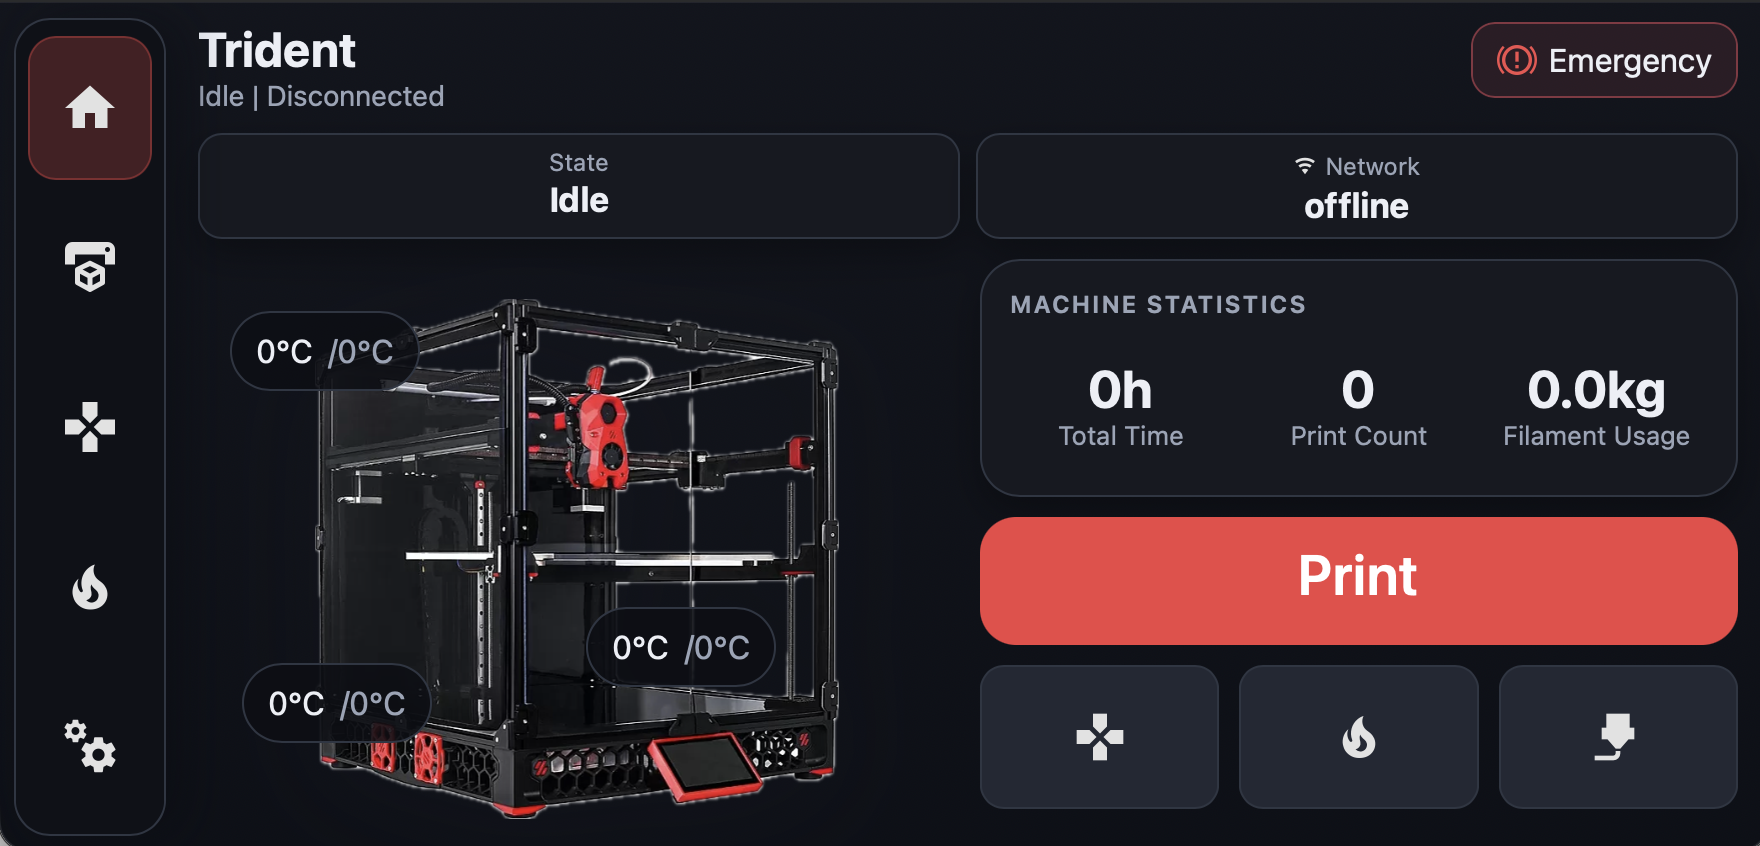 Trident
Idle | Disconnected
Emergency
State
Idle
Network
offline
0°C /0°C
0°C /0°C
0°C /0°C
MACHINE STATISTICS
0h
Total Time
0
Print Count
0.0kg
Filament Usage
Print